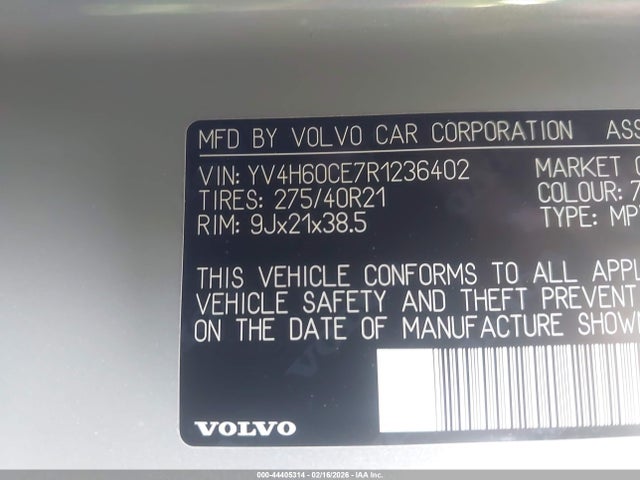 MFD BY VOLVO CAR CORPORATION ASS
VIN: YV4H60CE7R1236402 MARKET
TIRES: 275/40R21 COLOUR: 7
RIM: 9Jx21x38.5 TYPE: MP
THIS VEHICLE CONFORMS TO ALL APPL
VEHICLE SAFETY AND THEFT PREVENT
ON THE DATE OF MANUFACTURE SHOWN
VOLVO
000-44405314 - 02/16/2026 - IAA Inc.